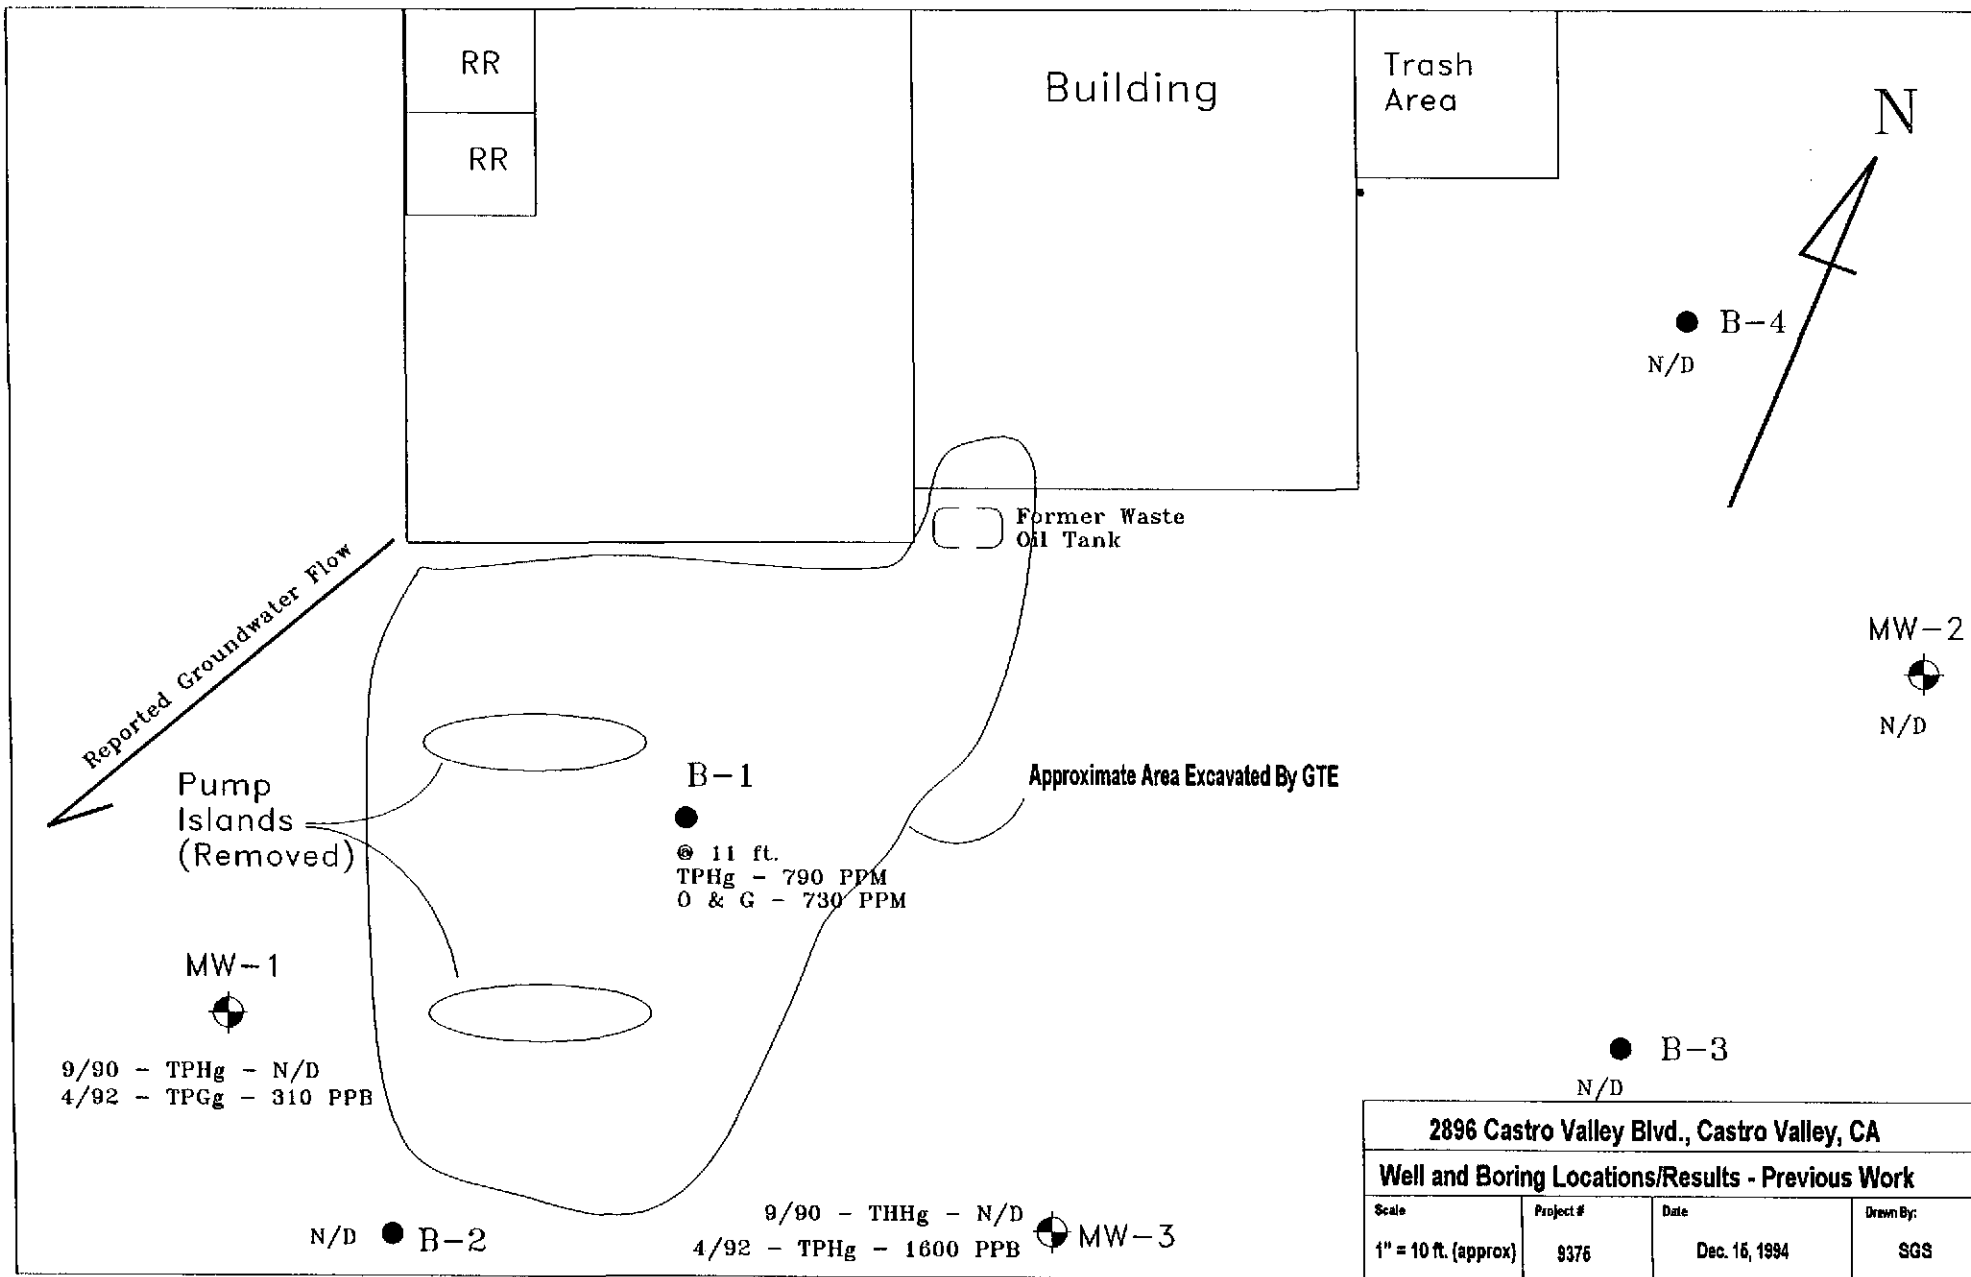 RR
RR
Building
Trash
Area
N
B-4
N/D
Former Waste
Oil Tank
Reported Groundwater Flow
MW-2
N/D
Pump
Islands
(Removed)
B-1
@ 11 ft.
TPHg - 790 PPM
O & G - 730 PPM
Approximate Area Excavated By GTE
MW-1
9/90 - TPHg - N/D
4/92 - TPGg - 310 PPB
B-3
N/D
N/D B-2
9/90 - THHg - N/D
4/92 - TPHg - 1600 PPB
MW-3
2896 Castro Valley Blvd., Castro Valley, CA
Well and Boring Locations/Results - Previous Work
Scale
1" = 10 ft. (approx)
Project #
9376
Date
Dec. 15, 1994
Drawn By:
SGS